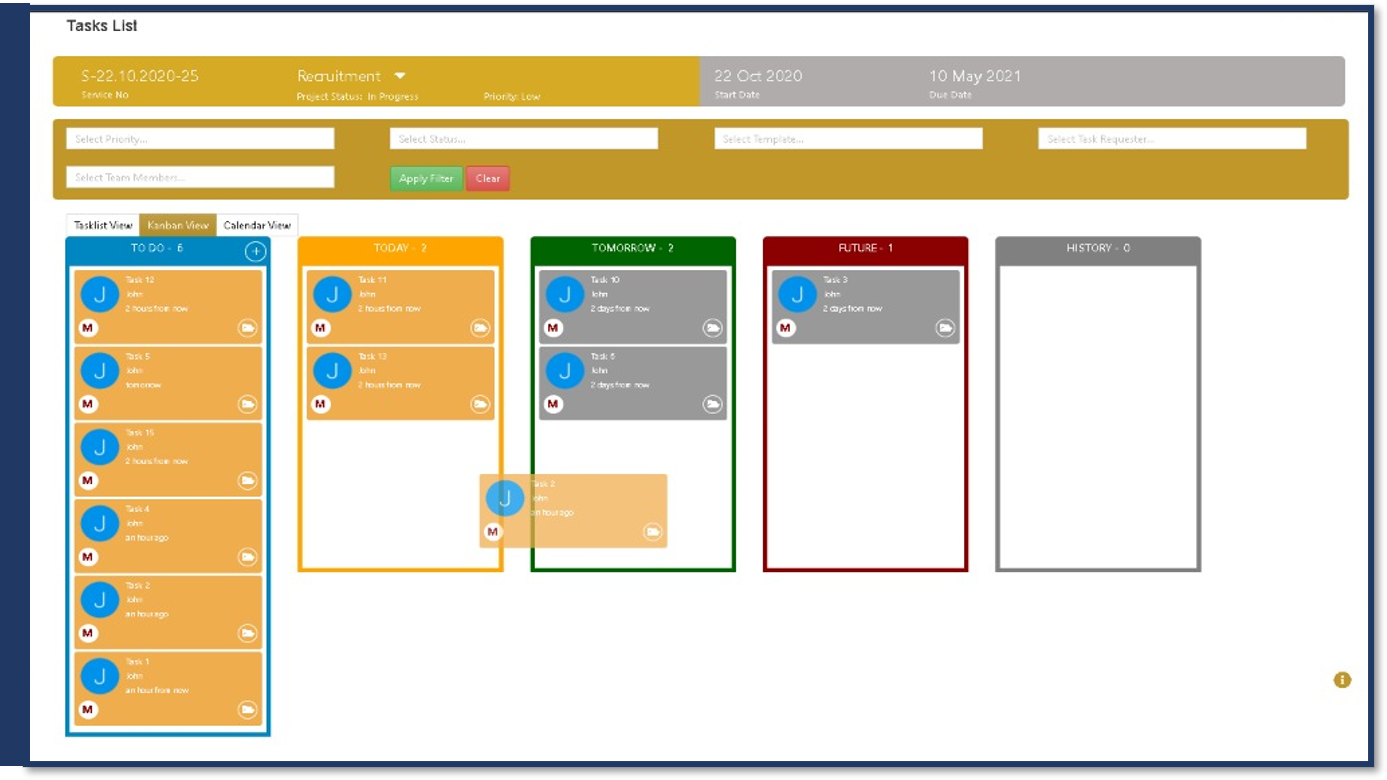 Tasks List
S-22.10.2020-25
Service No
Recruitment
Project Status: In Progress
Priority: Low
22 Oct 2020
Start Date
10 May 2021
Due Date
Select Priority...
Select Status...
Select Template...
Select Task Requester...
Select Team Members...
Apply Filter
Clear
Tasklist View
Kanban View
Calendar View
TO DO - 6
+
Task 12
J
John
2 hours from now
M
Task 5
J
John
tomorrow
M
Task 15
J
John
2 hours from now
M
Task 4
J
John
an hour ago
M
Task 2
J
John
an hour ago
M
Task 1
J
John
an hour from now
M
TODAY - 2
Task 11
J
John
2 hours from now
M
Task 13
J
John
2 hours from now
M
TOMORROW - 2
Task 10
J
John
2 days from now
M
Task 6
J
John
2 days from now
M
Task 2
J
John
an hour ago
M
FUTURE - 1
Task 3
J
John
2 days from now
M
HISTORY - 0
i